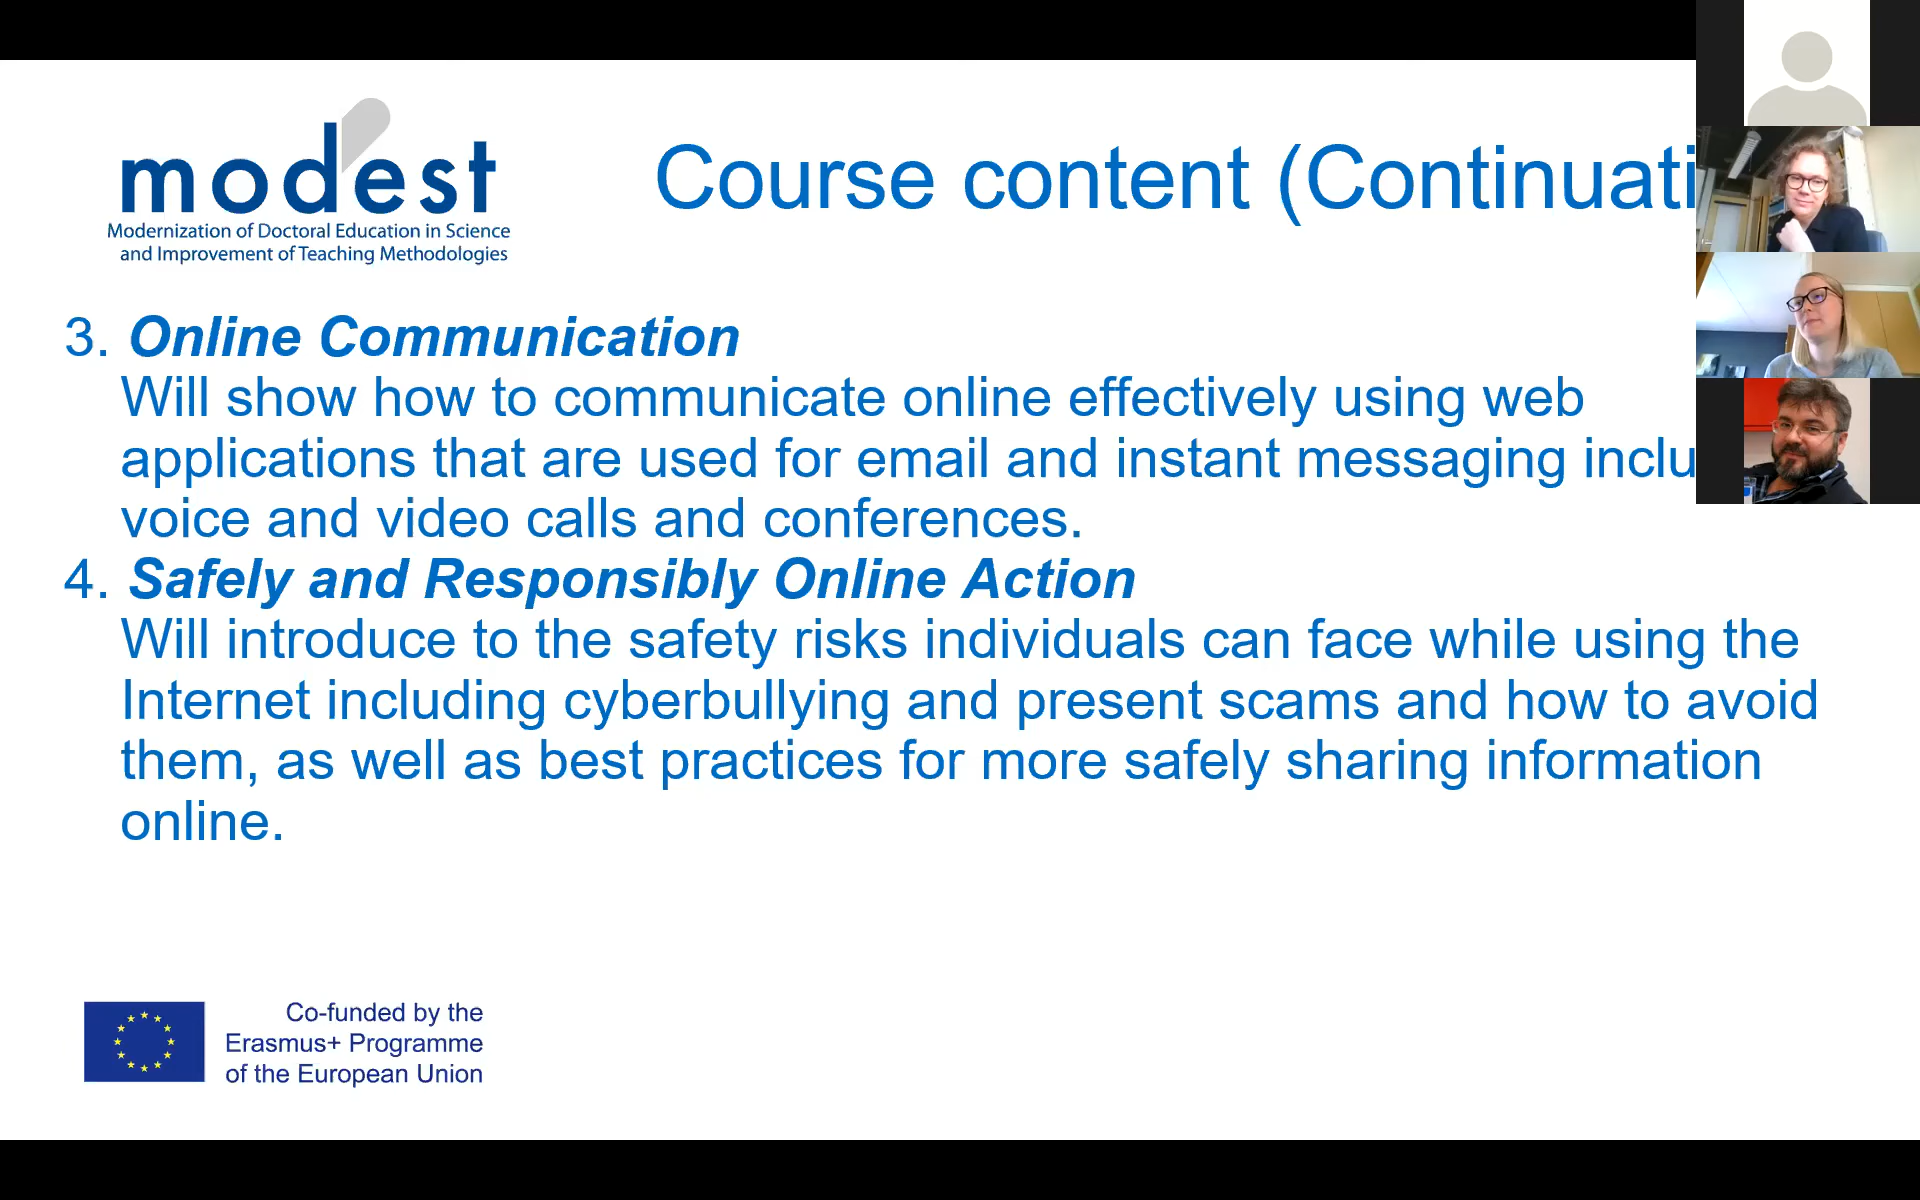 modest
Modernization of Doctoral Education in Science
and Improvement of Teaching Methodologies
Course content (Continuati
3. Online Communication
Will show how to communicate online effectively using web
applications that are used for email and instant messaging inclu
voice and video calls and conferences.
4. Safely and Responsibly Online Action
Will introduce to the safety risks individuals can face while using the
Internet including cyberbullying and present scams and how to avoid
them, as well as best practices for more safely sharing information
online.
Co-funded by the
Erasmus+ Programme
of the European Union